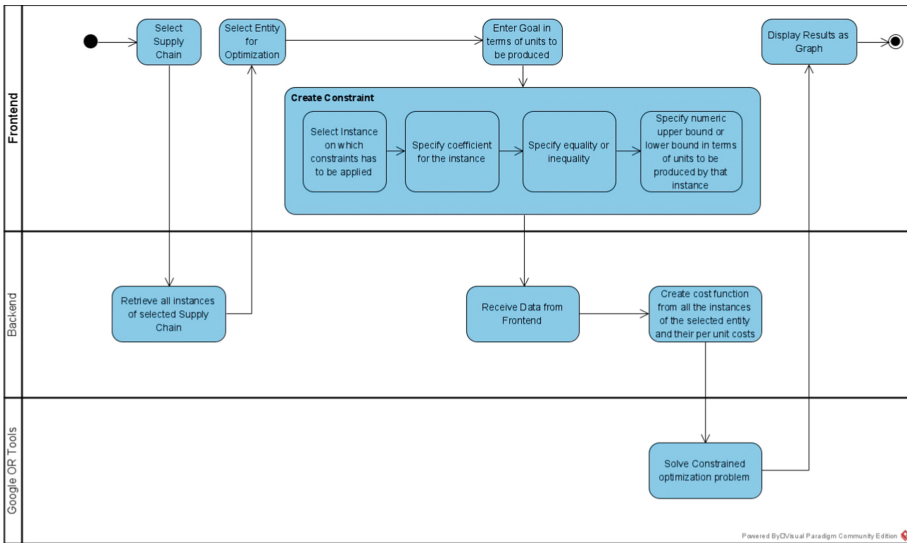 Frontend
Select
Supply
Chain
Select Entity
for
Optimization
Enter Goal in
terms of units to
be produced
Display Results as
Graph
Create Constraint
Select Instance
on which
constraints has
to be applied
Specify coefficient
for the instance
Specify equality or
inequality
Specify numeric
upper bound or
lower bound in terms
of units to be
produced by that
instance
Backend
Retrieve all instances
of selected Supply
Chain
Receive Data from
Frontend
Create cost function
from all the instances
of the selected entity
and their per unit costs
Google OR Tools
Solve Constrained
optimization problem
Powered By Visual Paradigm Community Edition